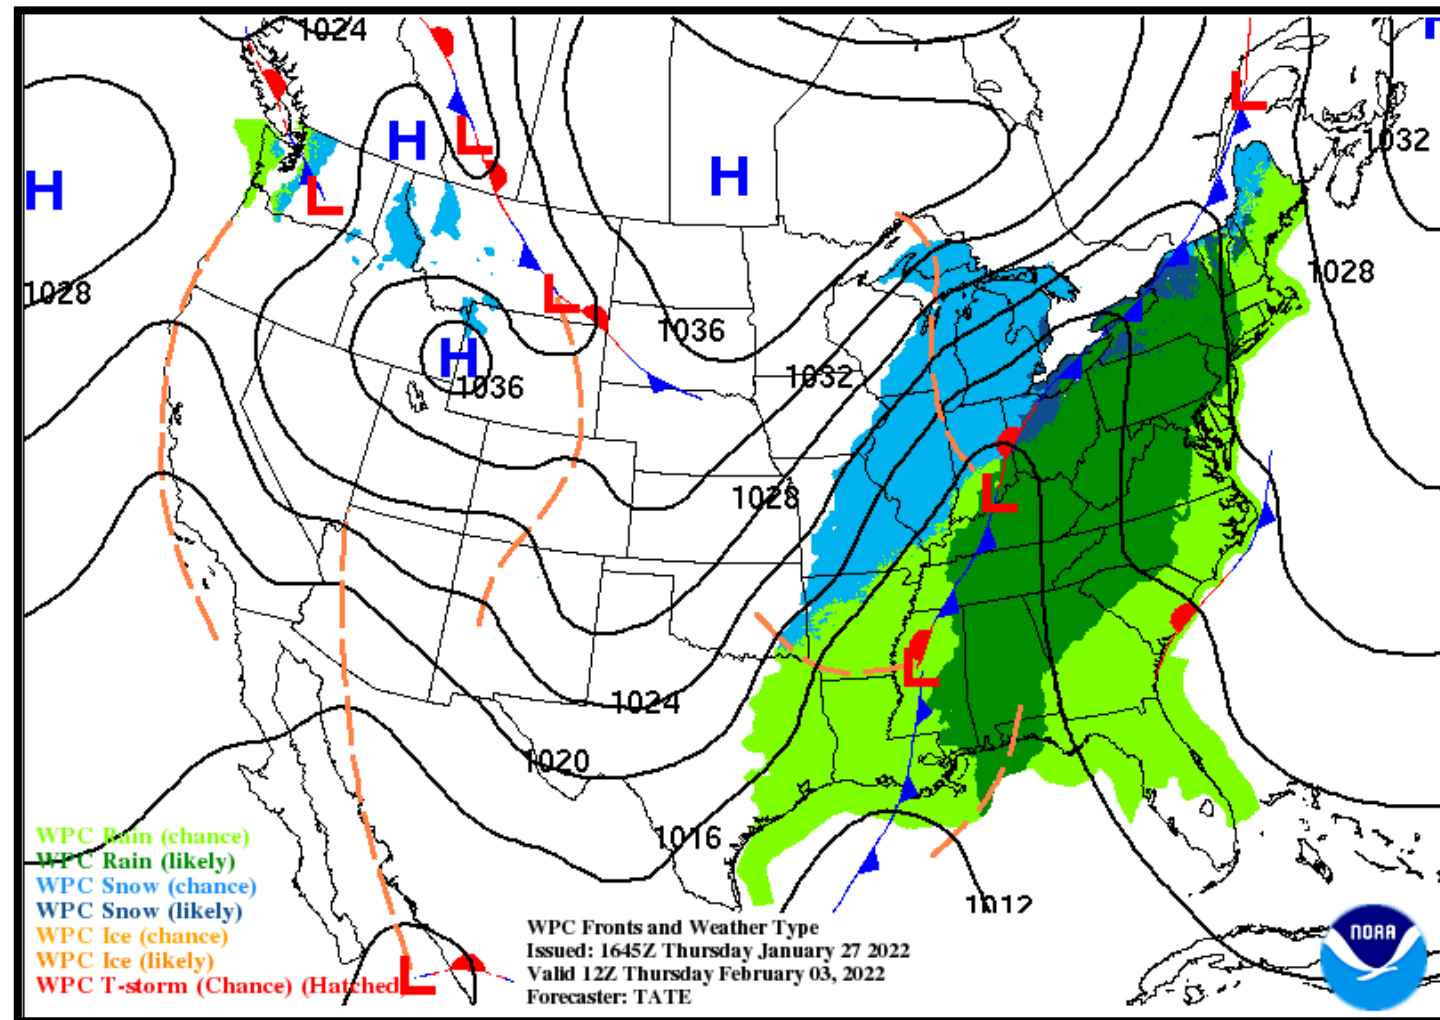 1024
H
H
L
H
L
H
1032
L
1028
1028
L
1036
H
1036
1032
1028
L
L
1024
1020
1016
1012
WPC Rain (chance)
WPC Rain (likely)
WPC Snow (chance)
WPC Snow (likely)
WPC Ice (chance)
WPC Ice (likely)
WPC T-storm (Chance) (Hatched)
L
WPC Fronts and Weather Type
Issued: 1645Z Thursday January 27 2022
Valid 12Z Thursday February 03, 2022
Forecaster: TATE
NOAA